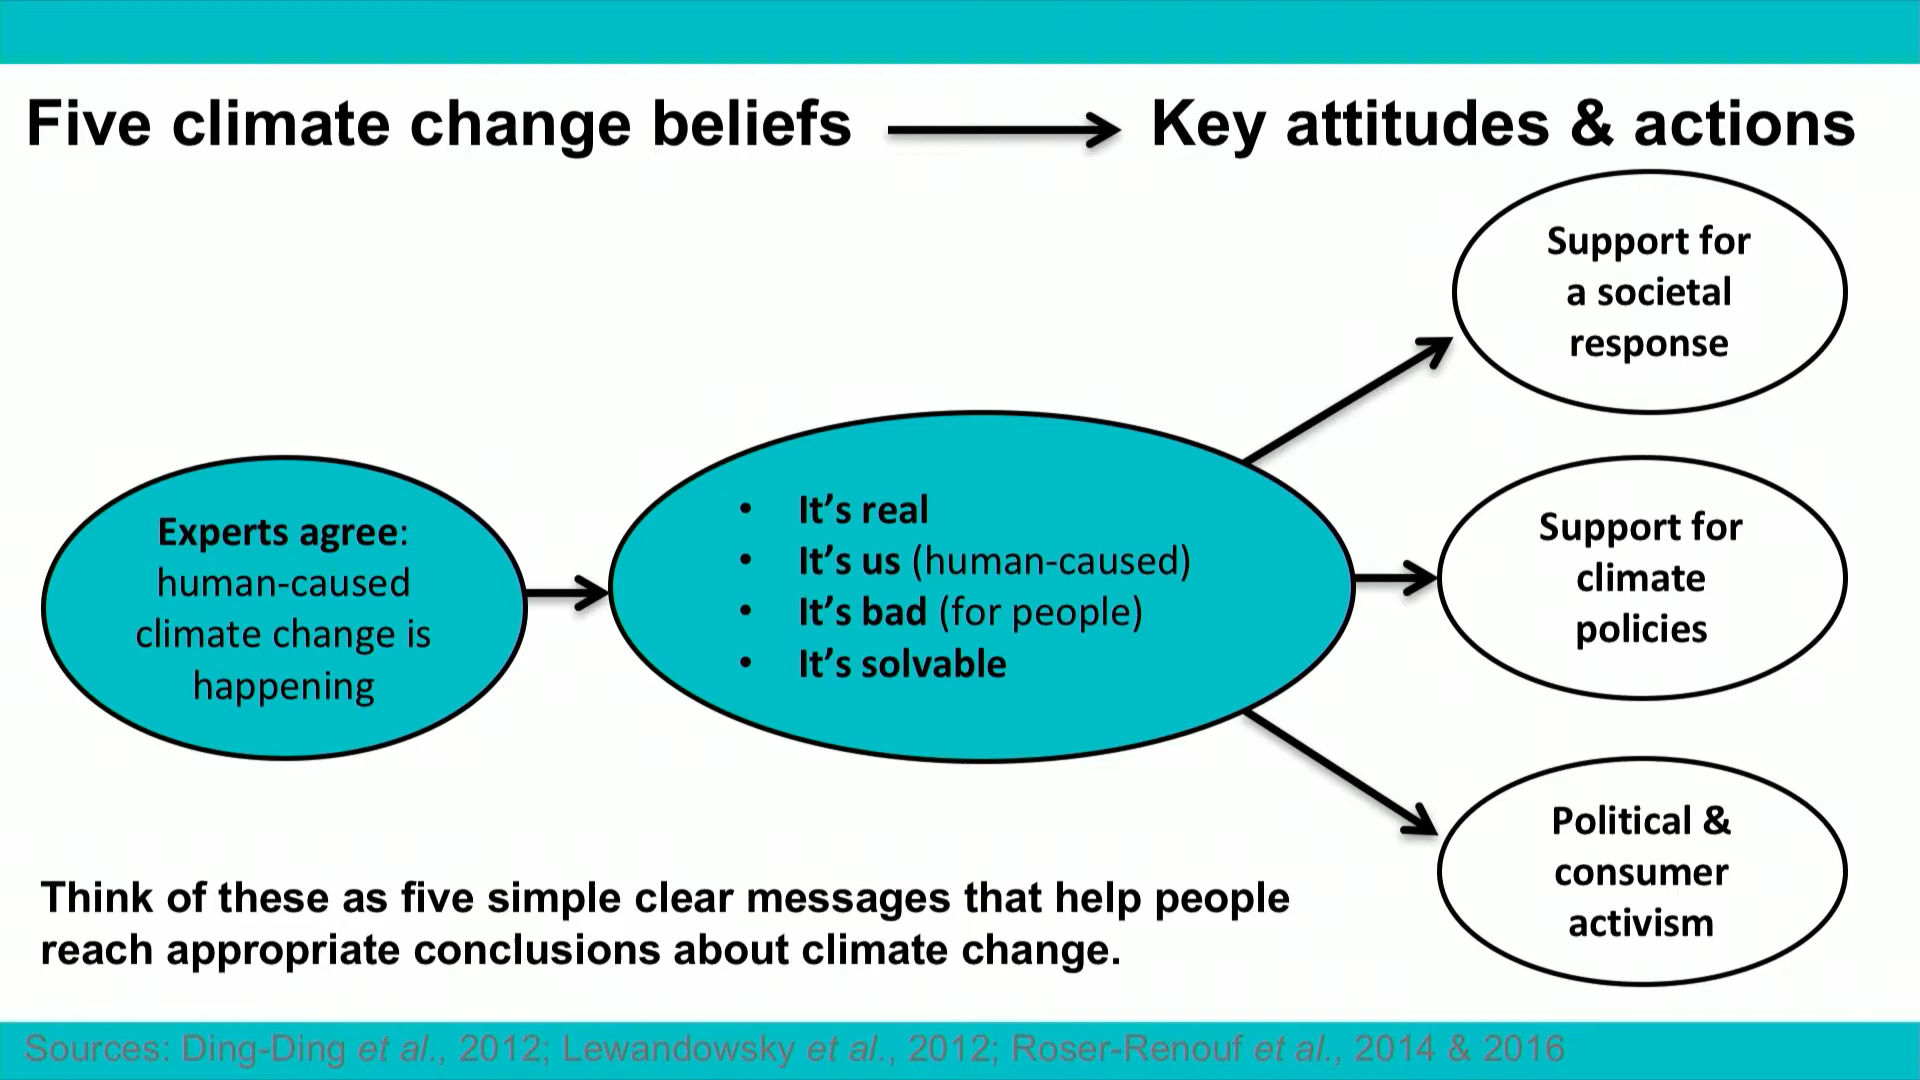 Five climate change beliefs
Key attitudes & actions
Support for
a societal
response
Experts agree:
human-caused
climate change is
happening
• It’s real
• It’s us (human-caused)
• It’s bad (for people)
• It’s solvable
Support for
climate
policies
Political &
consumer
activism
Think of these as five simple clear messages that help people
reach appropriate conclusions about climate change.
Sources: Ding-Ding et al., 2012; Lewandowsky et al., 2012; Roser-Renouf et al., 2014 & 2016